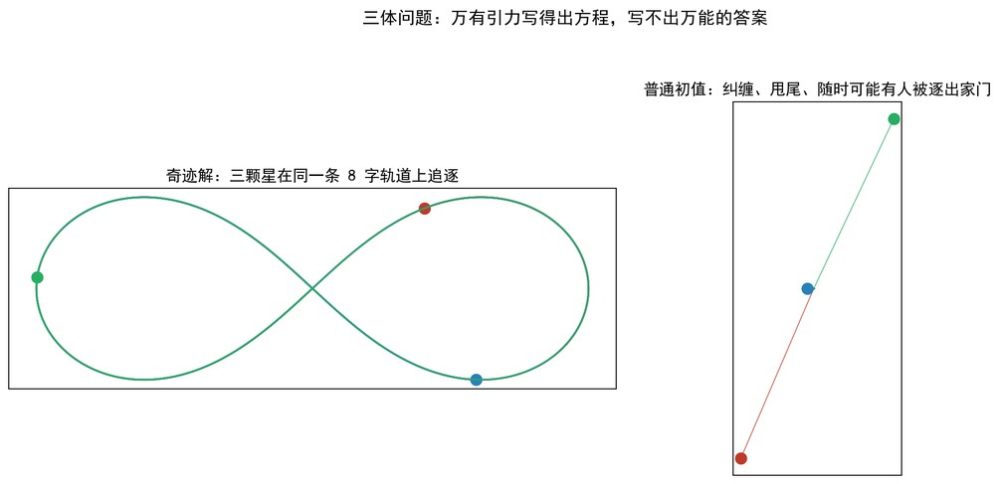 三体问题：万有引力写得出方程，写不出万能的答案
奇迹解：三颗星在同一条 8 字轨道上追逐
普通初值：纠缠、甩尾、随时可能有人被逐出家门